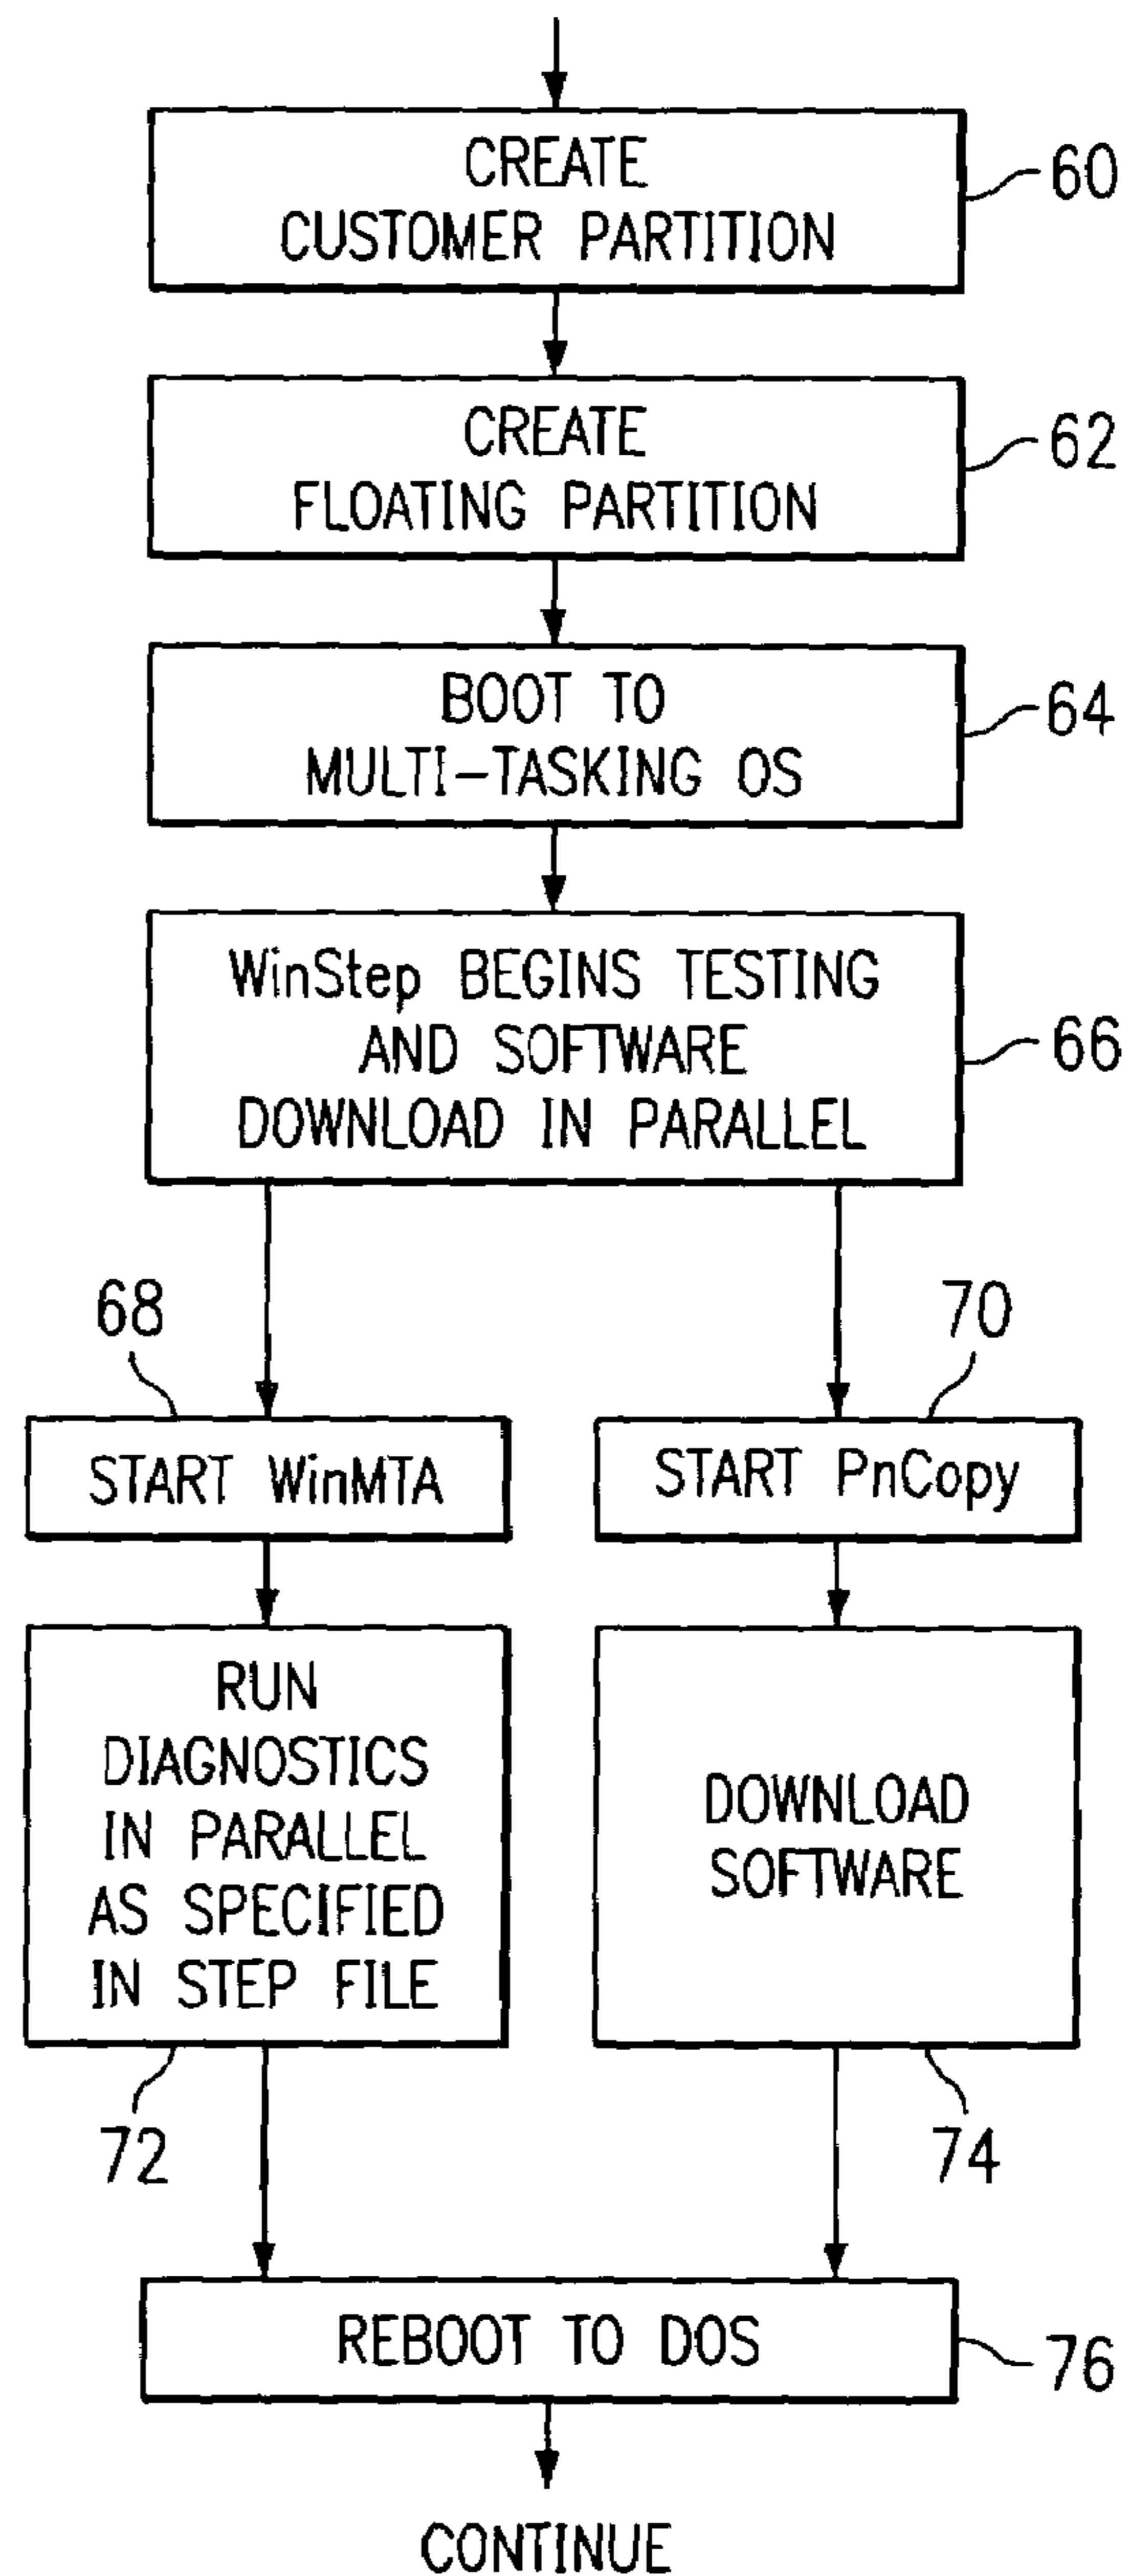 CREATE
CUSTOMER PARTITION
60
CREATE
FLOATING PARTITION
62
BOOT TO
MULTI-TASKING OS
64
WinStep BEGINS TESTING
AND SOFTWARE
DOWNLOAD IN PARALLEL
66
68
70
START WinMTA
START PnCopy
RUN
DIAGNOSTICS
IN PARALLEL
AS SPECIFIED
IN STEP FILE
DOWNLOAD
SOFTWARE
72
74
REBOOT TO DOS
76
CONTINUE